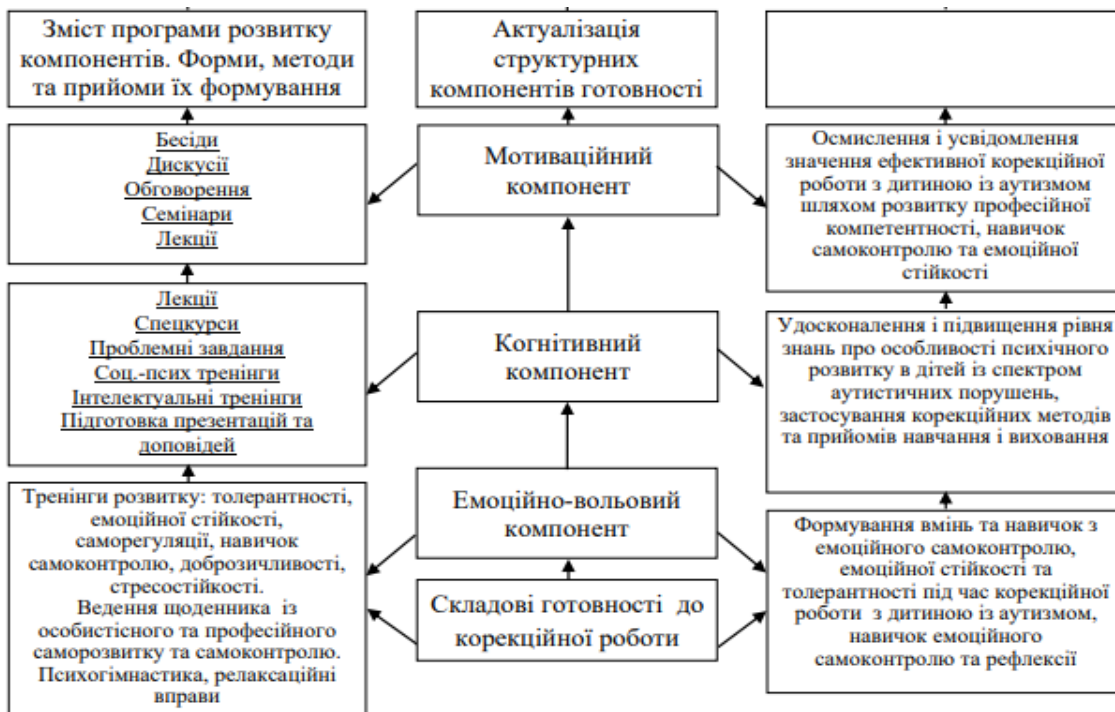 Зміст програми розвитку
компонентів. Форми, методи
та прийоми їх формування
Актуалізація
структурних
компонентів готовності
Бесіди
Дискусії
Обговорення
Семінари
Лекції
Мотиваційний
компонент
Осмислення і усвідомлення
значення ефективної корекційної
роботи з дитиною із аутизмом
шляхом розвитку професійної
компетентності, навичок
самоконтролю та емоційної
стійкості
Лекції
Спецкурси
Проблемні завдання
Соц.-псих тренінги
Інтелектуальні тренінги
Підготовка презентацій та
доповідей
Когнітивний
компонент
Удосконалення і підвищення рівня
знань про особливості психічного
розвитку в дітей із спектром
аутистичних порушень,
застосування корекційних методів
та прийомів навчання і виховання
Тренінги розвитку: толерантності,
емоційної стійкості,
саморегуляції, навичок
самоконтролю, доброзичливості,
стресостійкості.
Ведення щоденника із
особистісного та професійного
саморозвитку та самоконтролю.
Психогімнастика, релаксаційні
вправи
Емоційно-вольовий
компонент
Складові готовності до
корекційної роботи
Формування вмінь та навичок з
емоційного самоконтролю,
емоційної стійкості та
толерантності під час корекційної
роботи з дитиною із аутизмом,
навичок емоційного
самоконтролю та рефлексії